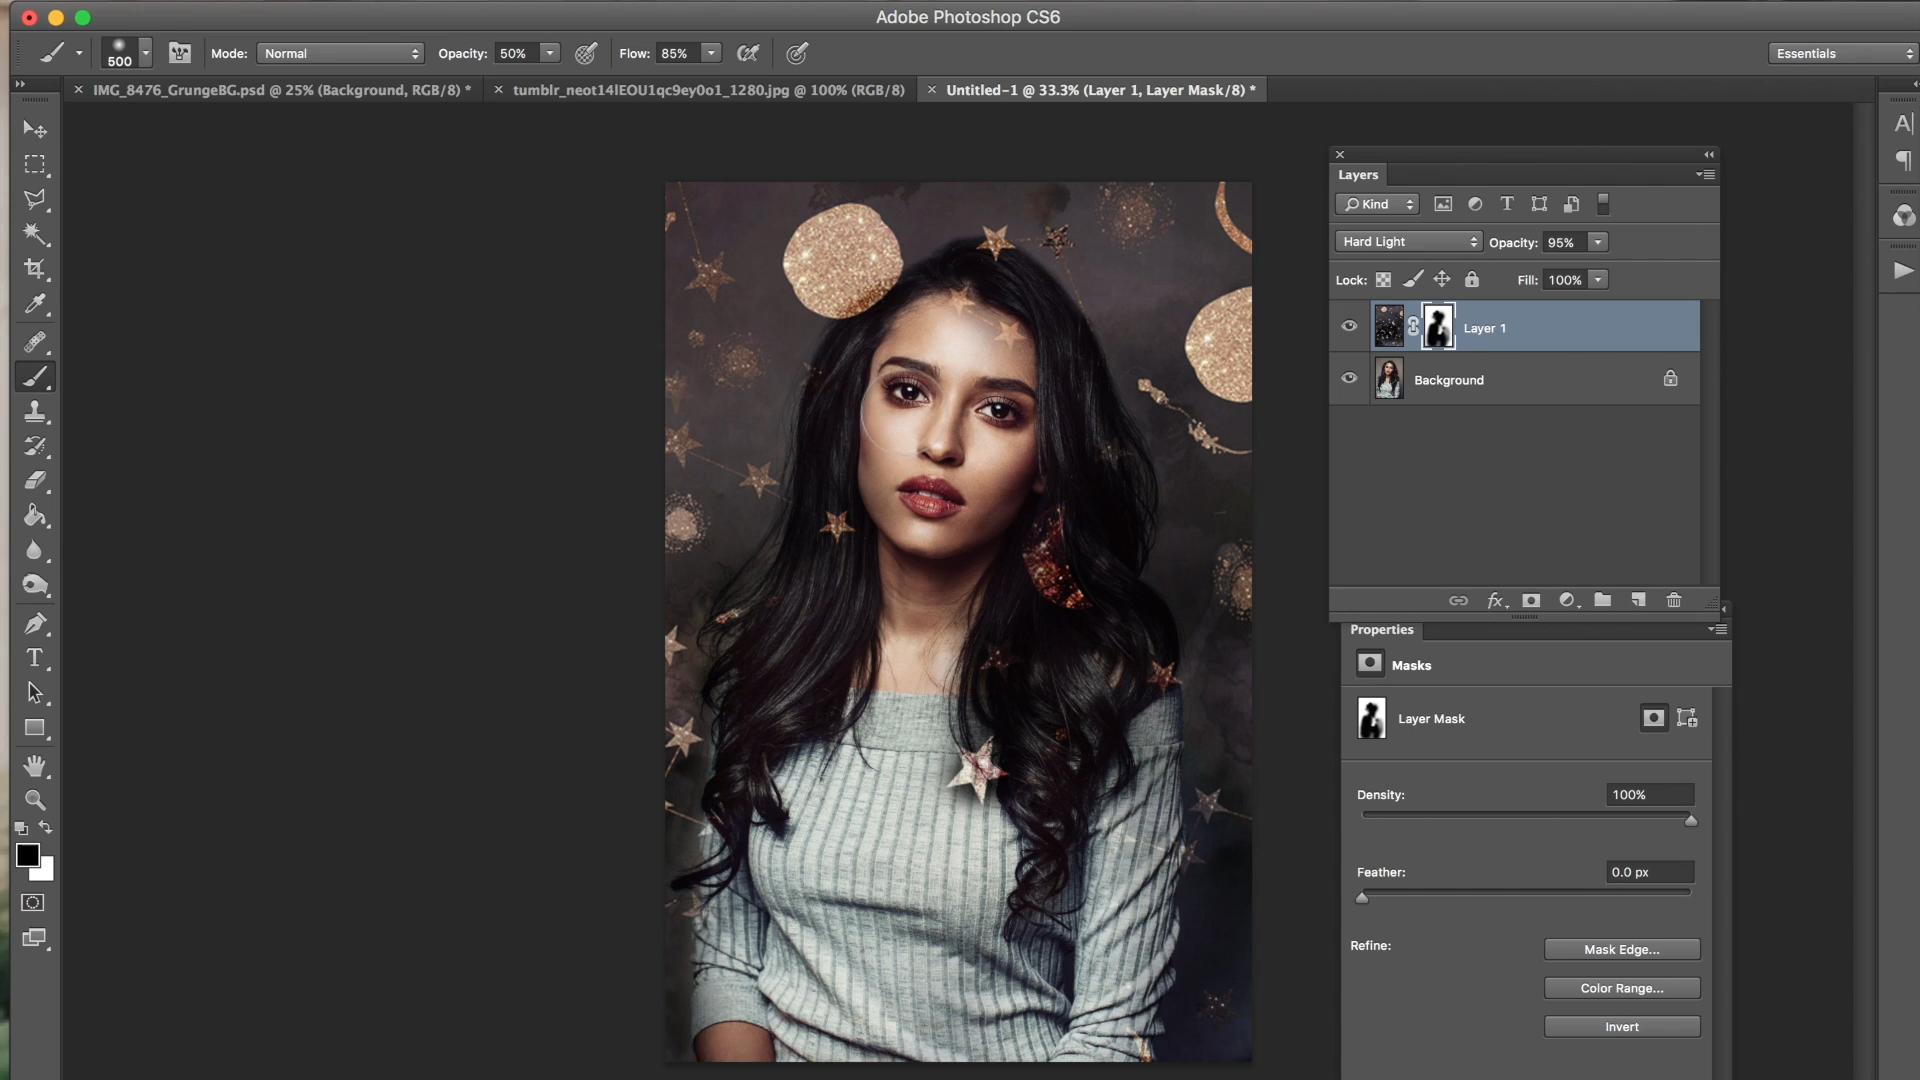 Adobe Photoshop CS6
500
Mode: Normal Opacity: 50% Flow: 85% Essentials
IMG_8476_GrungeBG.psd @ 25% (Background, RGB/8) *
tumblr_neot14lEOU1qc9ey0o1_1280.jpg @ 100% (RGB/8)
Untitled-1 @ 33.3% (Layer 1, Layer Mask/8) *
Layers
Kind
Hard Light Opacity: 95%
Lock: Fill: 100%
Layer 1
Background
Properties
Masks
Layer Mask
Density: 100%
Feather: 0.0 px
Refine: Mask Edge...
Color Range...
Invert